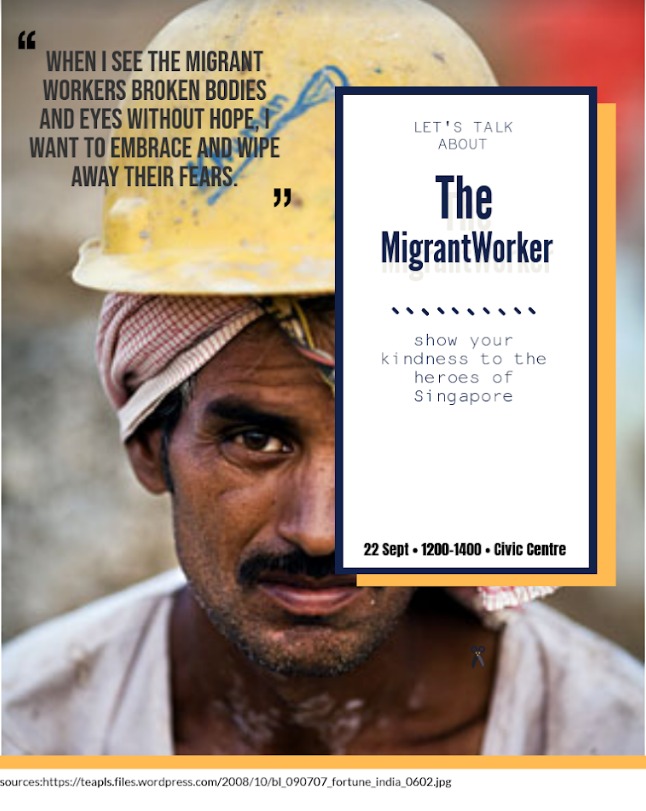 “
WHEN I SEE THE MIGRANT
WORKERS BROKEN BODIES
AND EYES WITHOUT HOPE, I
WANT TO EMBRACE AND WIPE
AWAY THEIR FEARS.
”
LET'S TALK
ABOUT
The
MigrantWorker
show your
kindness to the
heroes of
Singapore
22 Sept • 1200-1400 • Civic Centre
sources:https://teapls.files.wordpress.com/2008/10/bl_090707_fortune_india_0602.jpg